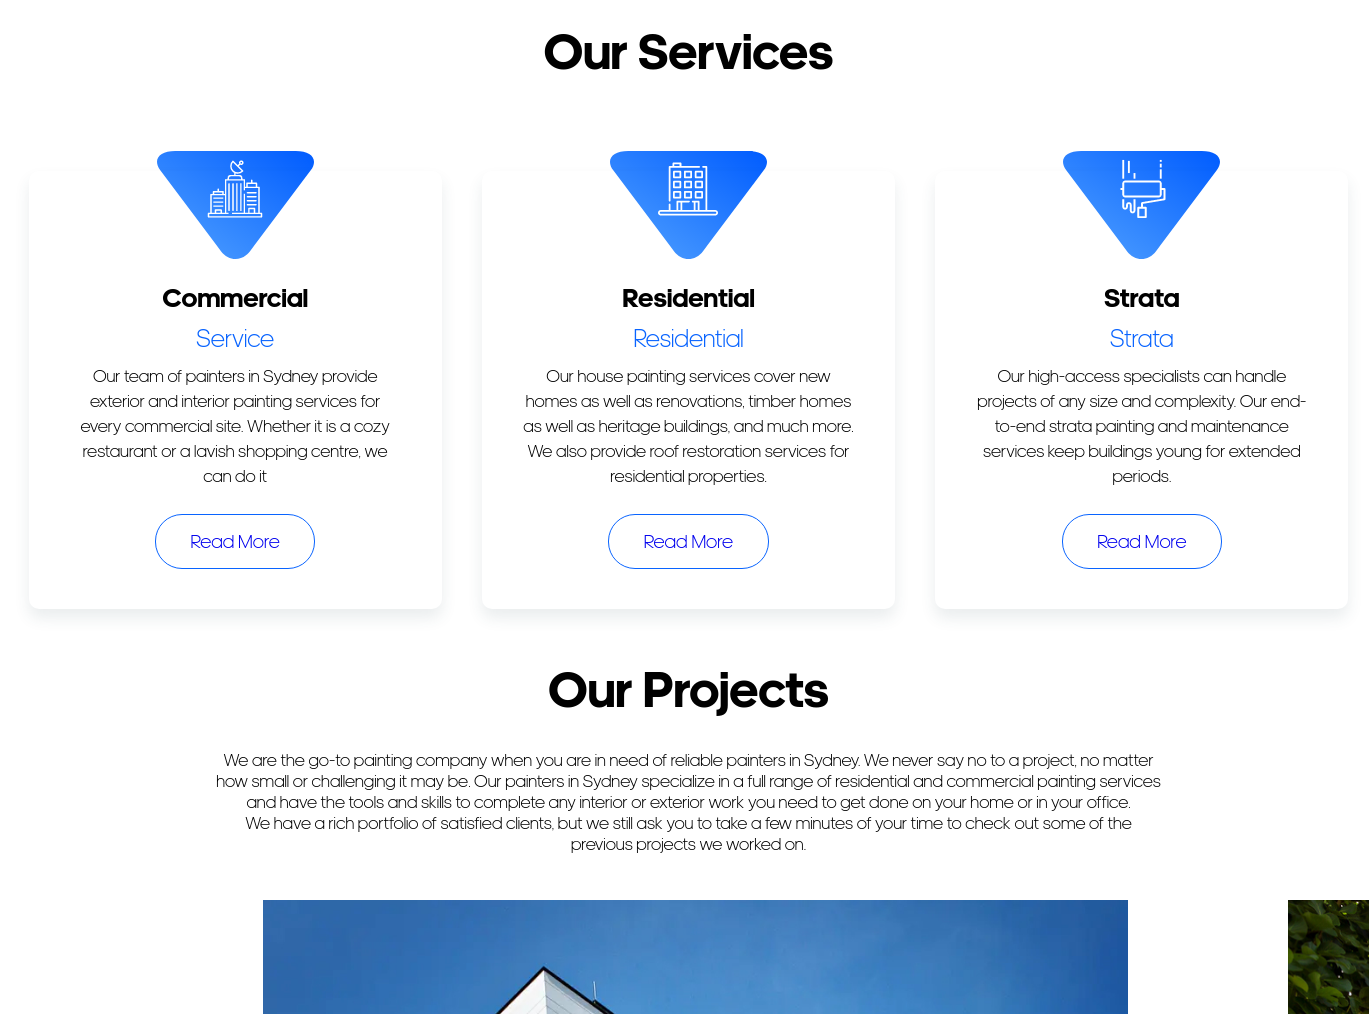 Our Services
Commercial
Service
Our team of painters in Sydney provide
exterior and interior painting services for
every commercial site. Whether it is a cozy
restaurant or a lavish shopping centre, we
can do it
Read More
Residential
Residential
Our house painting services cover new
homes as well as renovations, timber homes
as well as heritage buildings, and much more.
We also provide roof restoration services for
residential properties.
Read More
Strata
Strata
Our high-access specialists can handle
projects of any size and complexity. Our end-
to-end strata painting and maintenance
services keep buildings young for extended
periods.
Read More
Our Projects
We are the go-to painting company when you are in need of reliable painters in Sydney. We never say no to a project, no matter
how small or challenging it may be. Our painters in Sydney specialize in a full range of residential and commercial painting services
and have the tools and skills to complete any interior or exterior work you need to get done on your home or in your office.
We have a rich portfolio of satisfied clients, but we still ask you to take a few minutes of your time to check out some of the
previous projects we worked on.